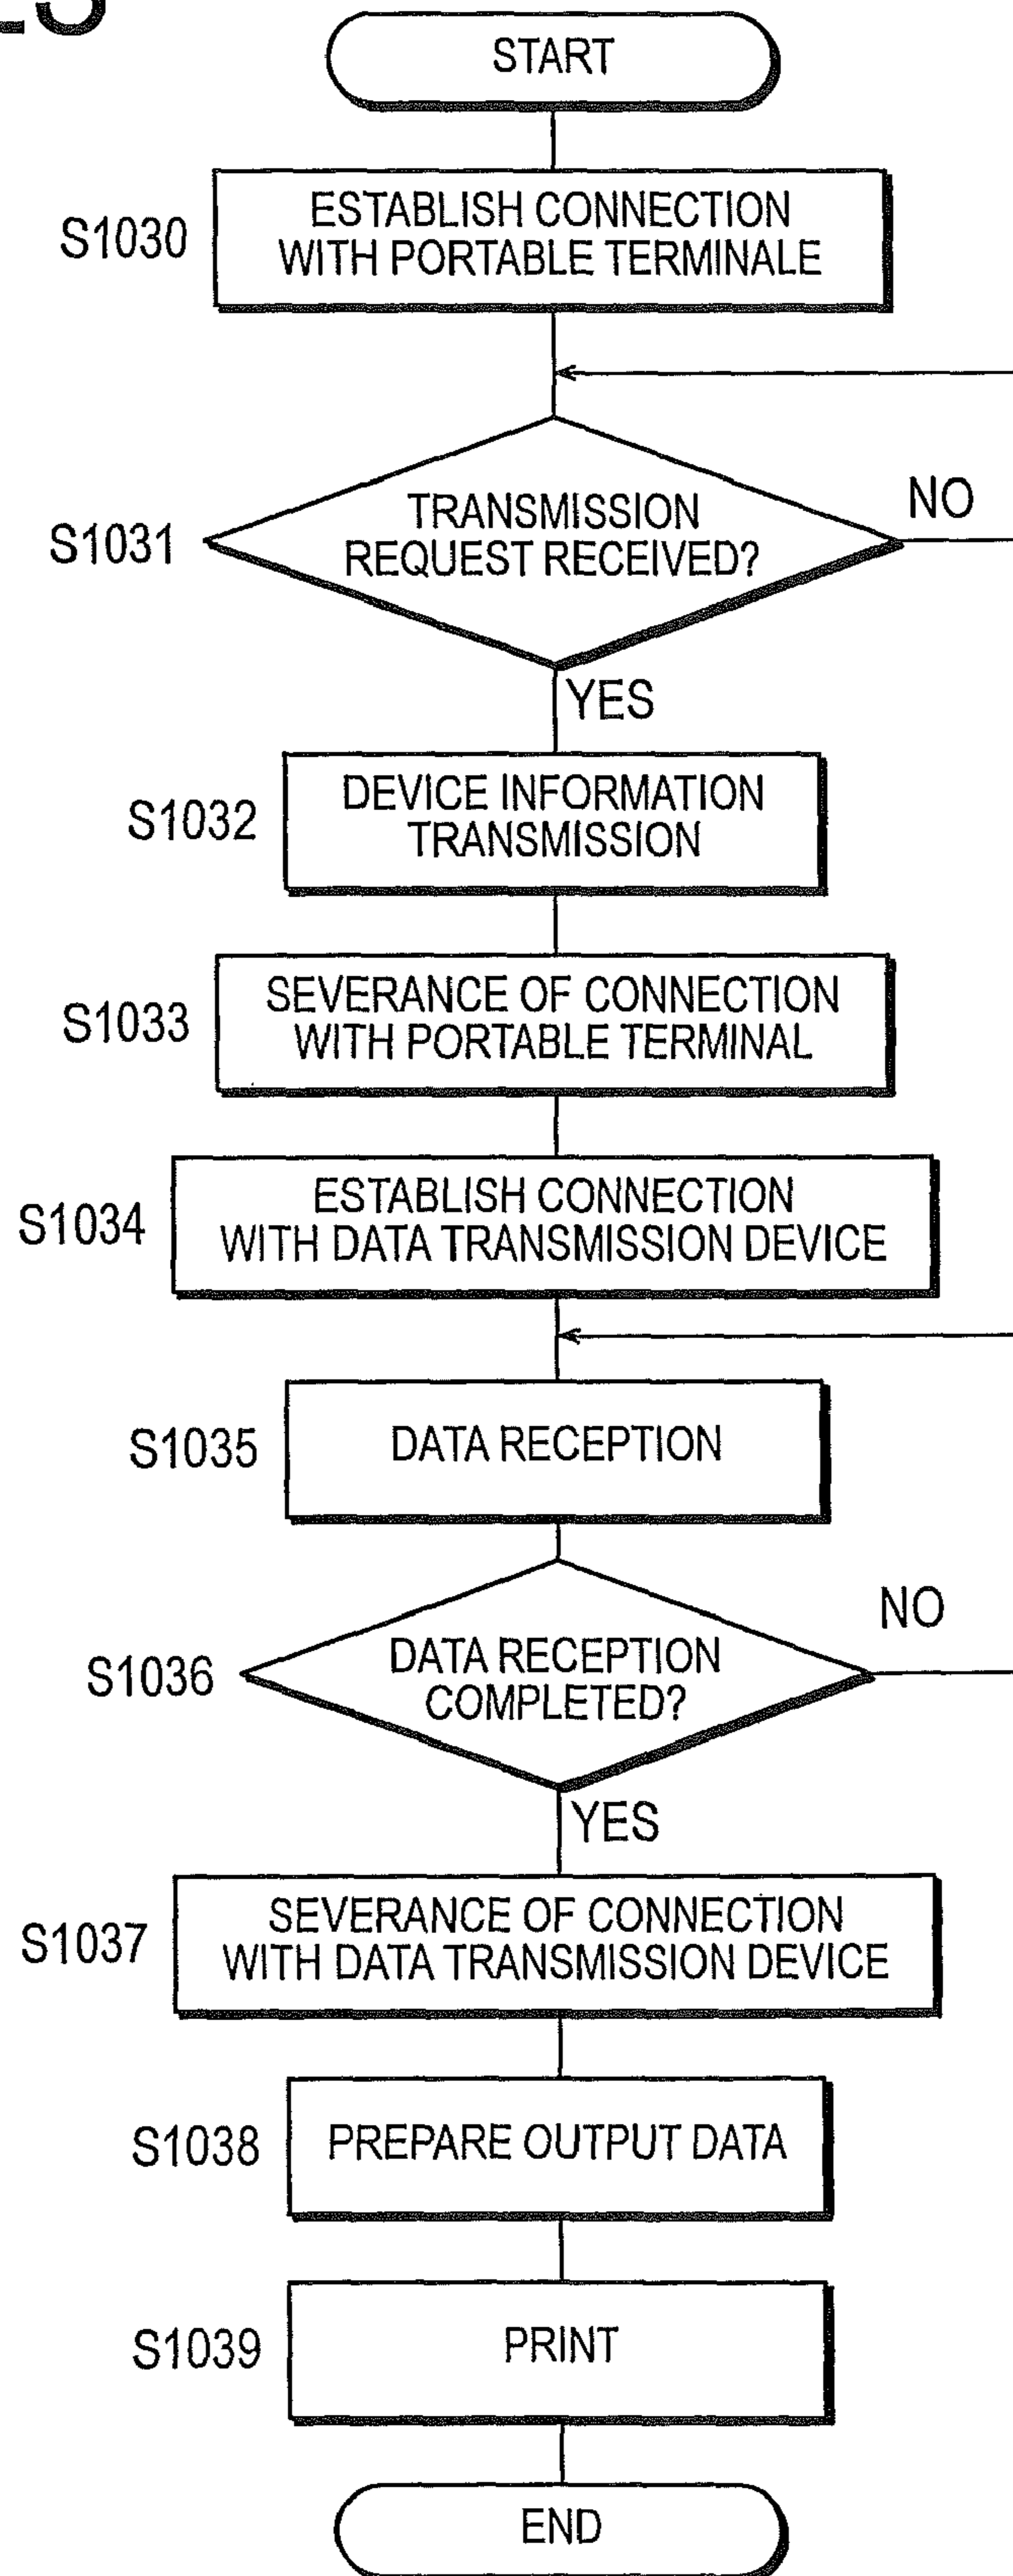 START
S1030
ESTABLISH CONNECTION
WITH PORTABLE TERMINALE
S1031
TRANSMISSION
REQUEST RECEIVED?
NO
YES
S1032
DEVICE INFORMATION
TRANSMISSION
S1033
SEVERANCE OF CONNECTION
WITH PORTABLE TERMINAL
S1034
ESTABLISH CONNECTION
WITH DATA TRANSMISSION DEVICE
S1035
DATA RECEPTION
S1036
DATA RECEPTION
COMPLETED?
NO
YES
S1037
SEVERANCE OF CONNECTION
WITH DATA TRANSMISSION DEVICE
S1038
PREPARE OUTPUT DATA
S1039
PRINT
END